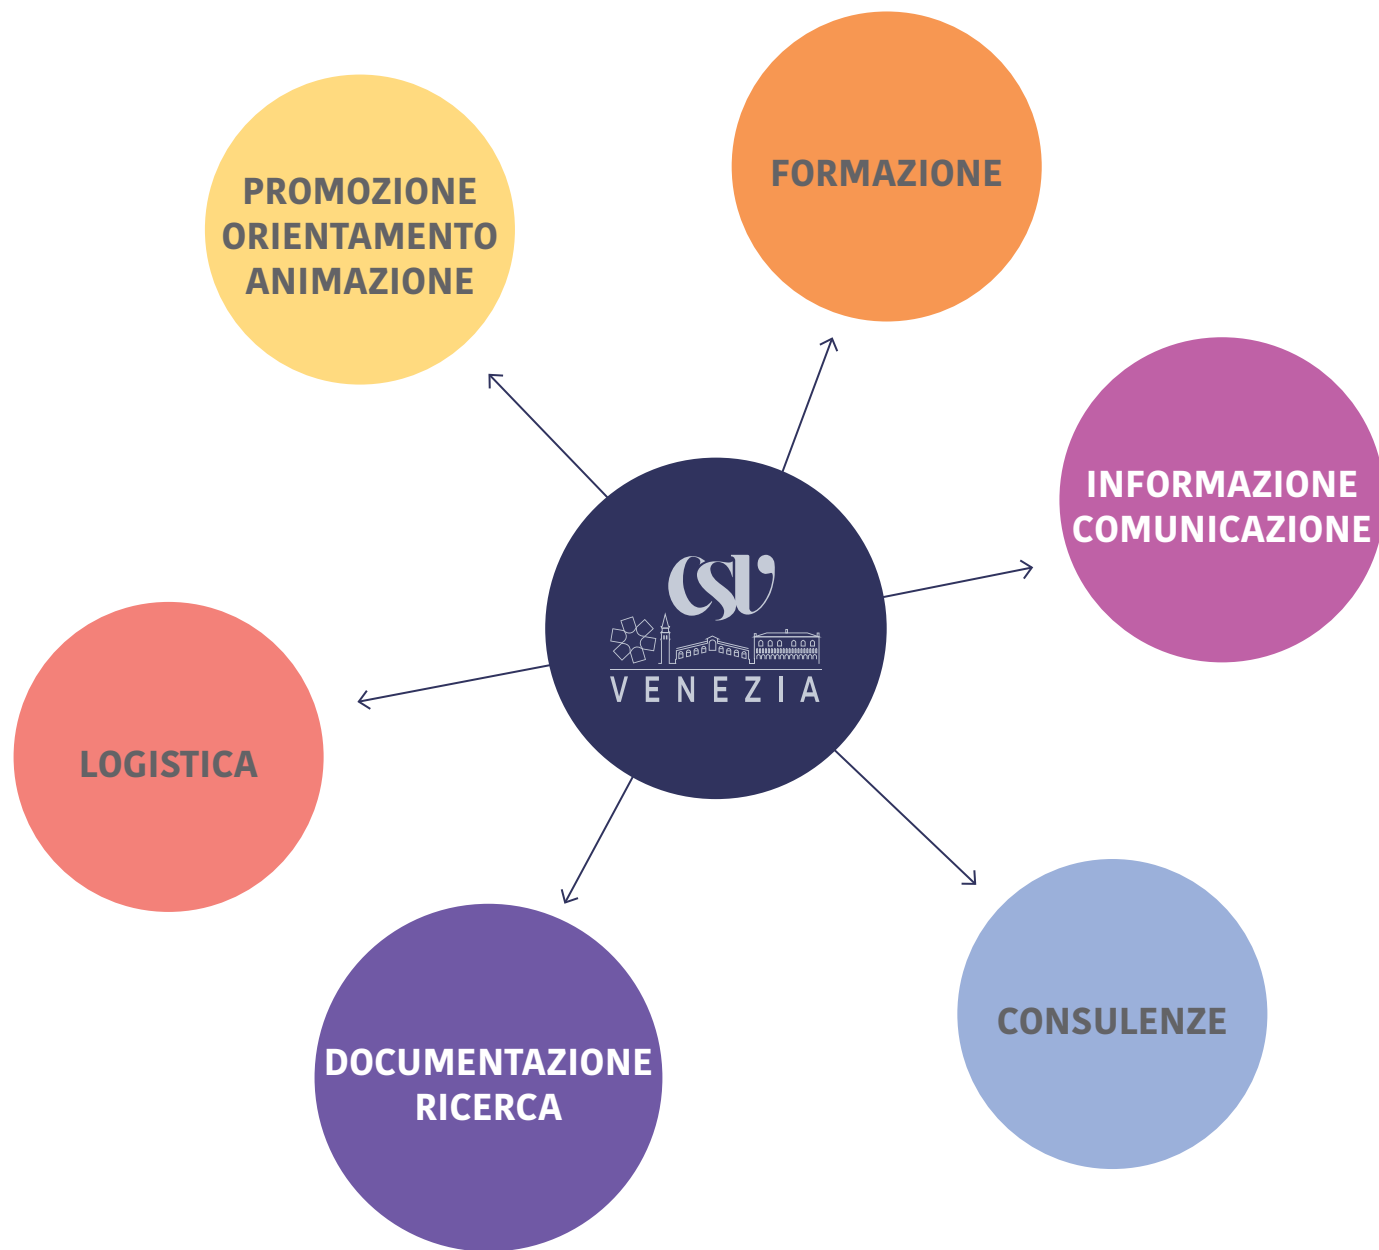 FORMAZIONE
PROMOZIONE
ORIENTAMENTO
ANIMAZIONE
INFORMAZIONE
COMUNICAZIONE
csv
VENEZIA
LOGISTICA
CONSULENZE
DOCUMENTAZIONE
RICERCA